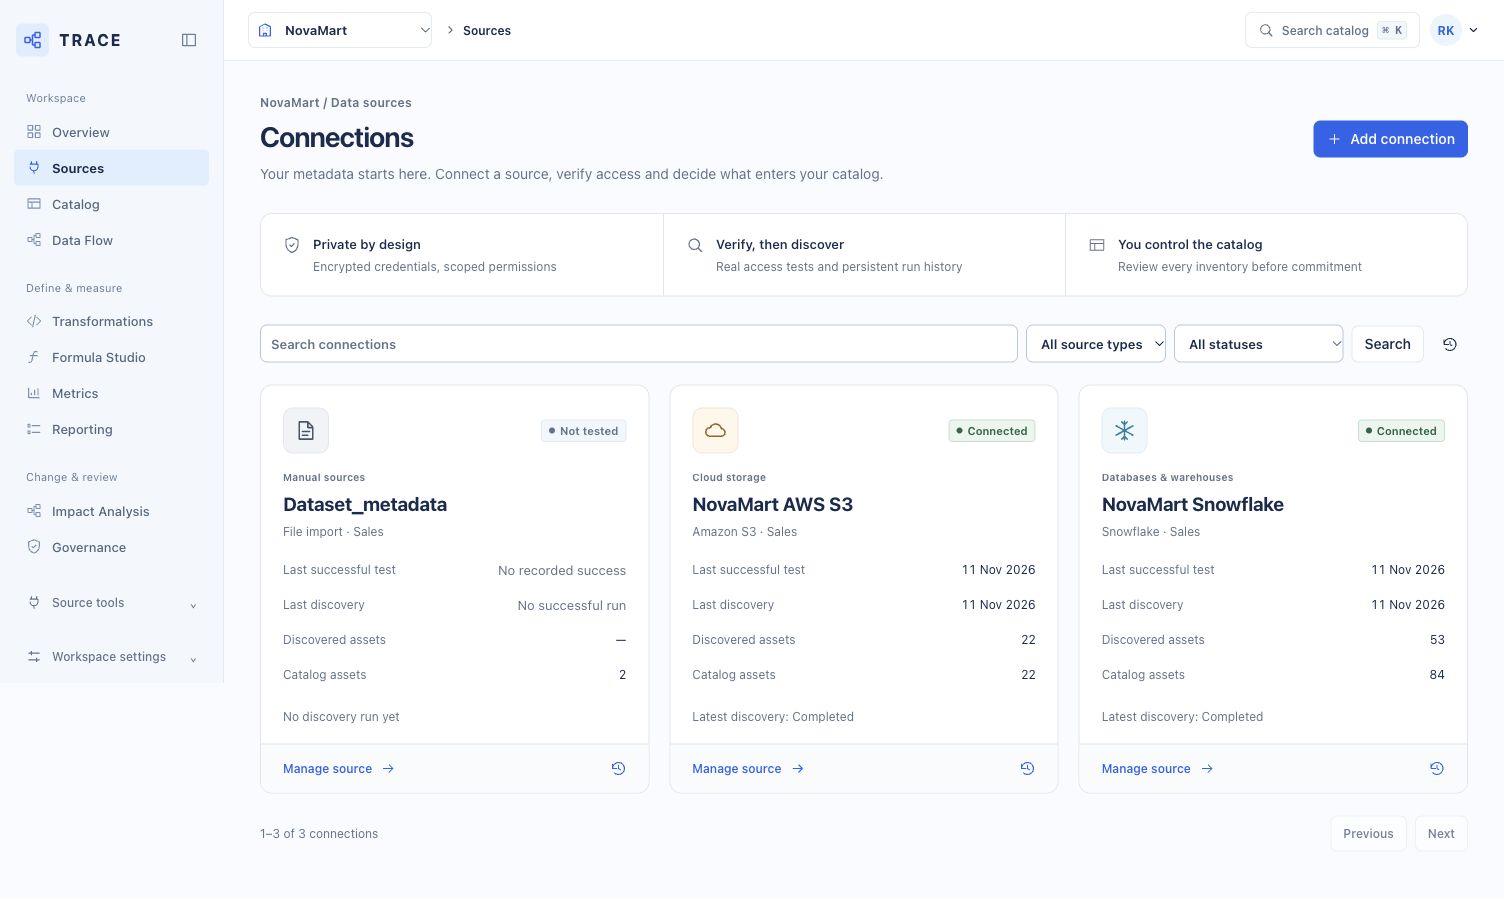 TRACE
NovaMart
Sources
Search catalog ⌘ K
RK
Workspace
Overview
Sources
Catalog
Data Flow
Define & measure
Transformations
Formula Studio
Metrics
Reporting
Change & review
Impact Analysis
Governance
Source tools
Workspace settings
NovaMart / Data sources
Connections
Your metadata starts here. Connect a source, verify access and decide what enters your catalog.
+ Add connection
Private by design
Encrypted credentials, scoped permissions
Verify, then discover
Real access tests and persistent run history
You control the catalog
Review every inventory before commitment
Search connections
All source types
All statuses
Search
Not tested
Manual sources
Dataset_metadata
File import · Sales
Last successful test No recorded success
Last discovery No successful run
Discovered assets —
Catalog assets 2
No discovery run yet
Manage source →
Connected
Cloud storage
NovaMart AWS S3
Amazon S3 · Sales
Last successful test 11 Nov 2026
Last discovery 11 Nov 2026
Discovered assets 22
Catalog assets 22
Latest discovery: Completed
Manage source →
Connected
Databases & warehouses
NovaMart Snowflake
Snowflake · Sales
Last successful test 11 Nov 2026
Last discovery 11 Nov 2026
Discovered assets 53
Catalog assets 84
Latest discovery: Completed
Manage source →
1–3 of 3 connections
Previous
Next